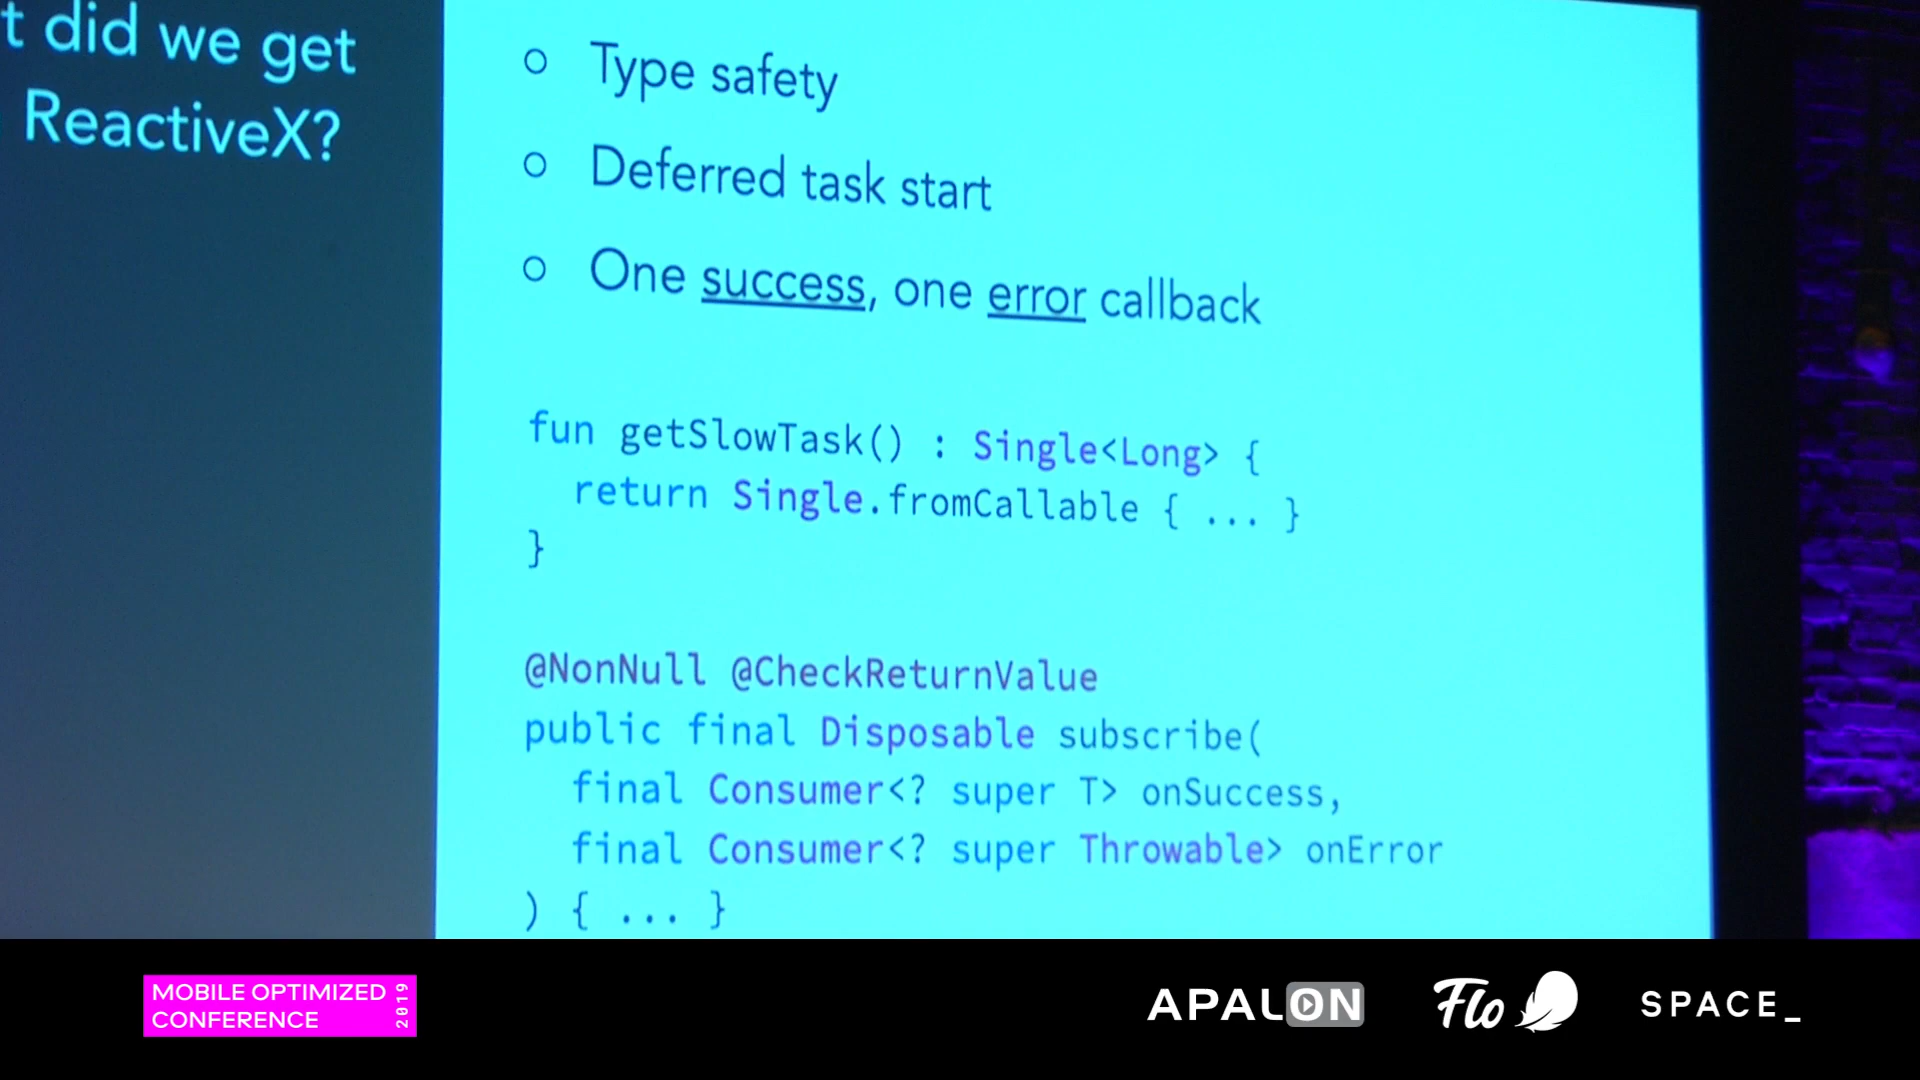 t did we get
ReactiveX?
○ Type safety
○ Deferred task start
○ One success, one error callback
fun getSlowTask() : Single<Long> {
return Single.fromCallable { ... }
}
@NonNull @CheckReturnValue
public final Disposable subscribe(
final Consumer<? super T> onSuccess,
final Consumer<? super Throwable> onError
) { ... }
MOBILE OPTIMIZED
CONFERENCE
2019
APALON
Flo
SPACE_